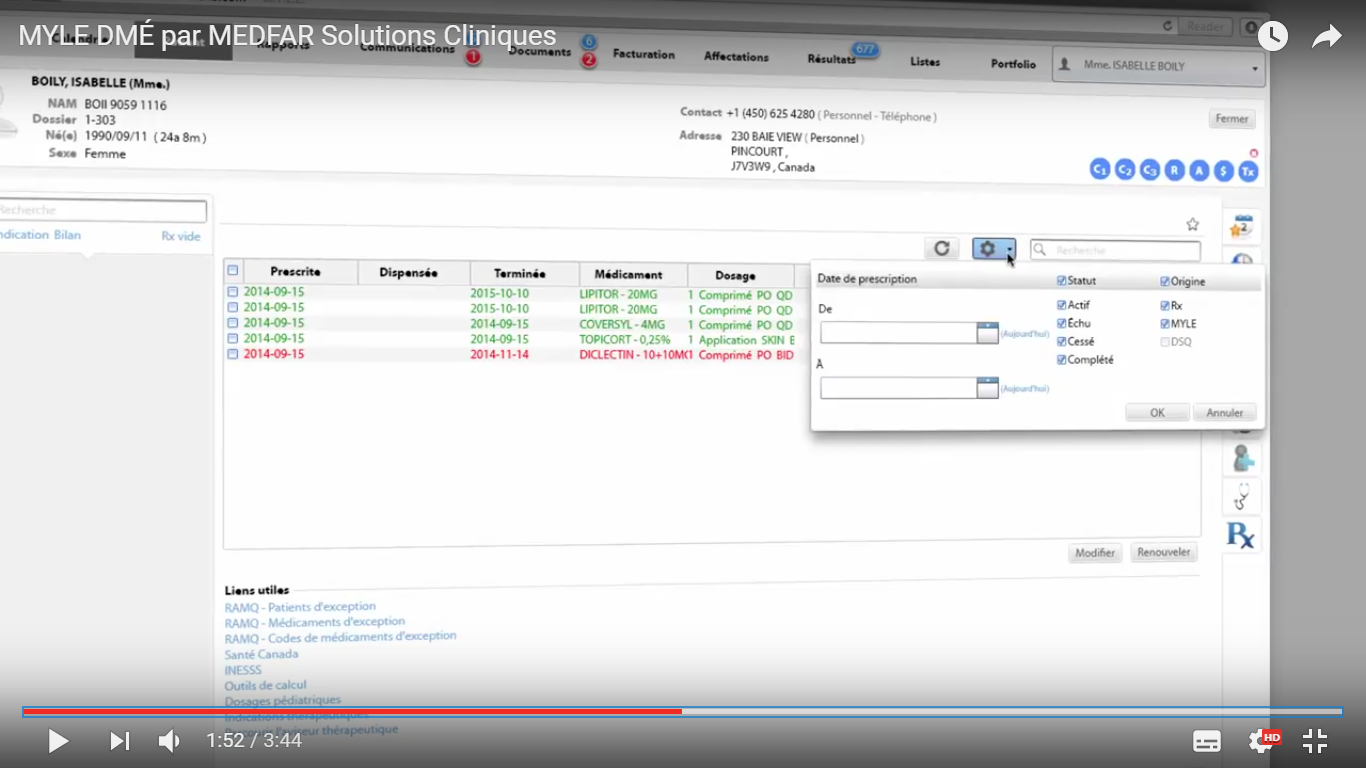 MYLE DMÉ par MEDFAR Solutions Cliniques
Reader
Rapports
Communications
1
Documents
6
2
Facturation
Affectations
Résultats
677
Listes
Portfolio
Mme. ISABELLE BOILY
BOILY, ISABELLE (Mme.)
NAM BOII 9059 1116
Dossier 1-303
Né(e) 1990/09/11 ( 24a 8m )
Sexe Femme
Contact +1 (450) 625 4280 ( Personnel - Téléphone )
Adresse 230 BAIE VIEW ( Personnel )
PINCOURT ,
J7V3W9 , Canada
Fermer
C1 C2 C3 R A $ Tx
Recherche
ndication Bilan Rx vide
Recherche
Prescrite Dispensée Terminée Médicament Dosage
2014-09-15 2015-10-10 LIPITOR - 20MG 1 Comprimé PO QD
2014-09-15 2015-10-10 LIPITOR - 20MG 1 Comprimé PO QD
2014-09-15 2014-09-15 COVERSYL - 4MG 1 Comprimé PO QD
2014-09-15 2014-09-15 TOPICORT - 0,25% 1 Application SKIN E
2014-09-15 2014-11-14 DICLECTIN - 10+10M( 1 Comprimé PO BID
Date de prescription Statut Origine
De
(Aujourd'hui)
À
(Aujourd'hui)
Actif Rx
Échu MYLE
Cessé DSQ
Complété
OK Annuler
Rx
Modifier Renouveler
Liens utiles
RAMQ - Patients d'exception
RAMQ - Médicaments d'exception
RAMQ - Codes de médicaments d'exception
Santé Canada
INESSS
Outils de calcul
Dosages pédiatriques
Indications thérapeutiques
thérapeutique
1:52 / 3:44
HD